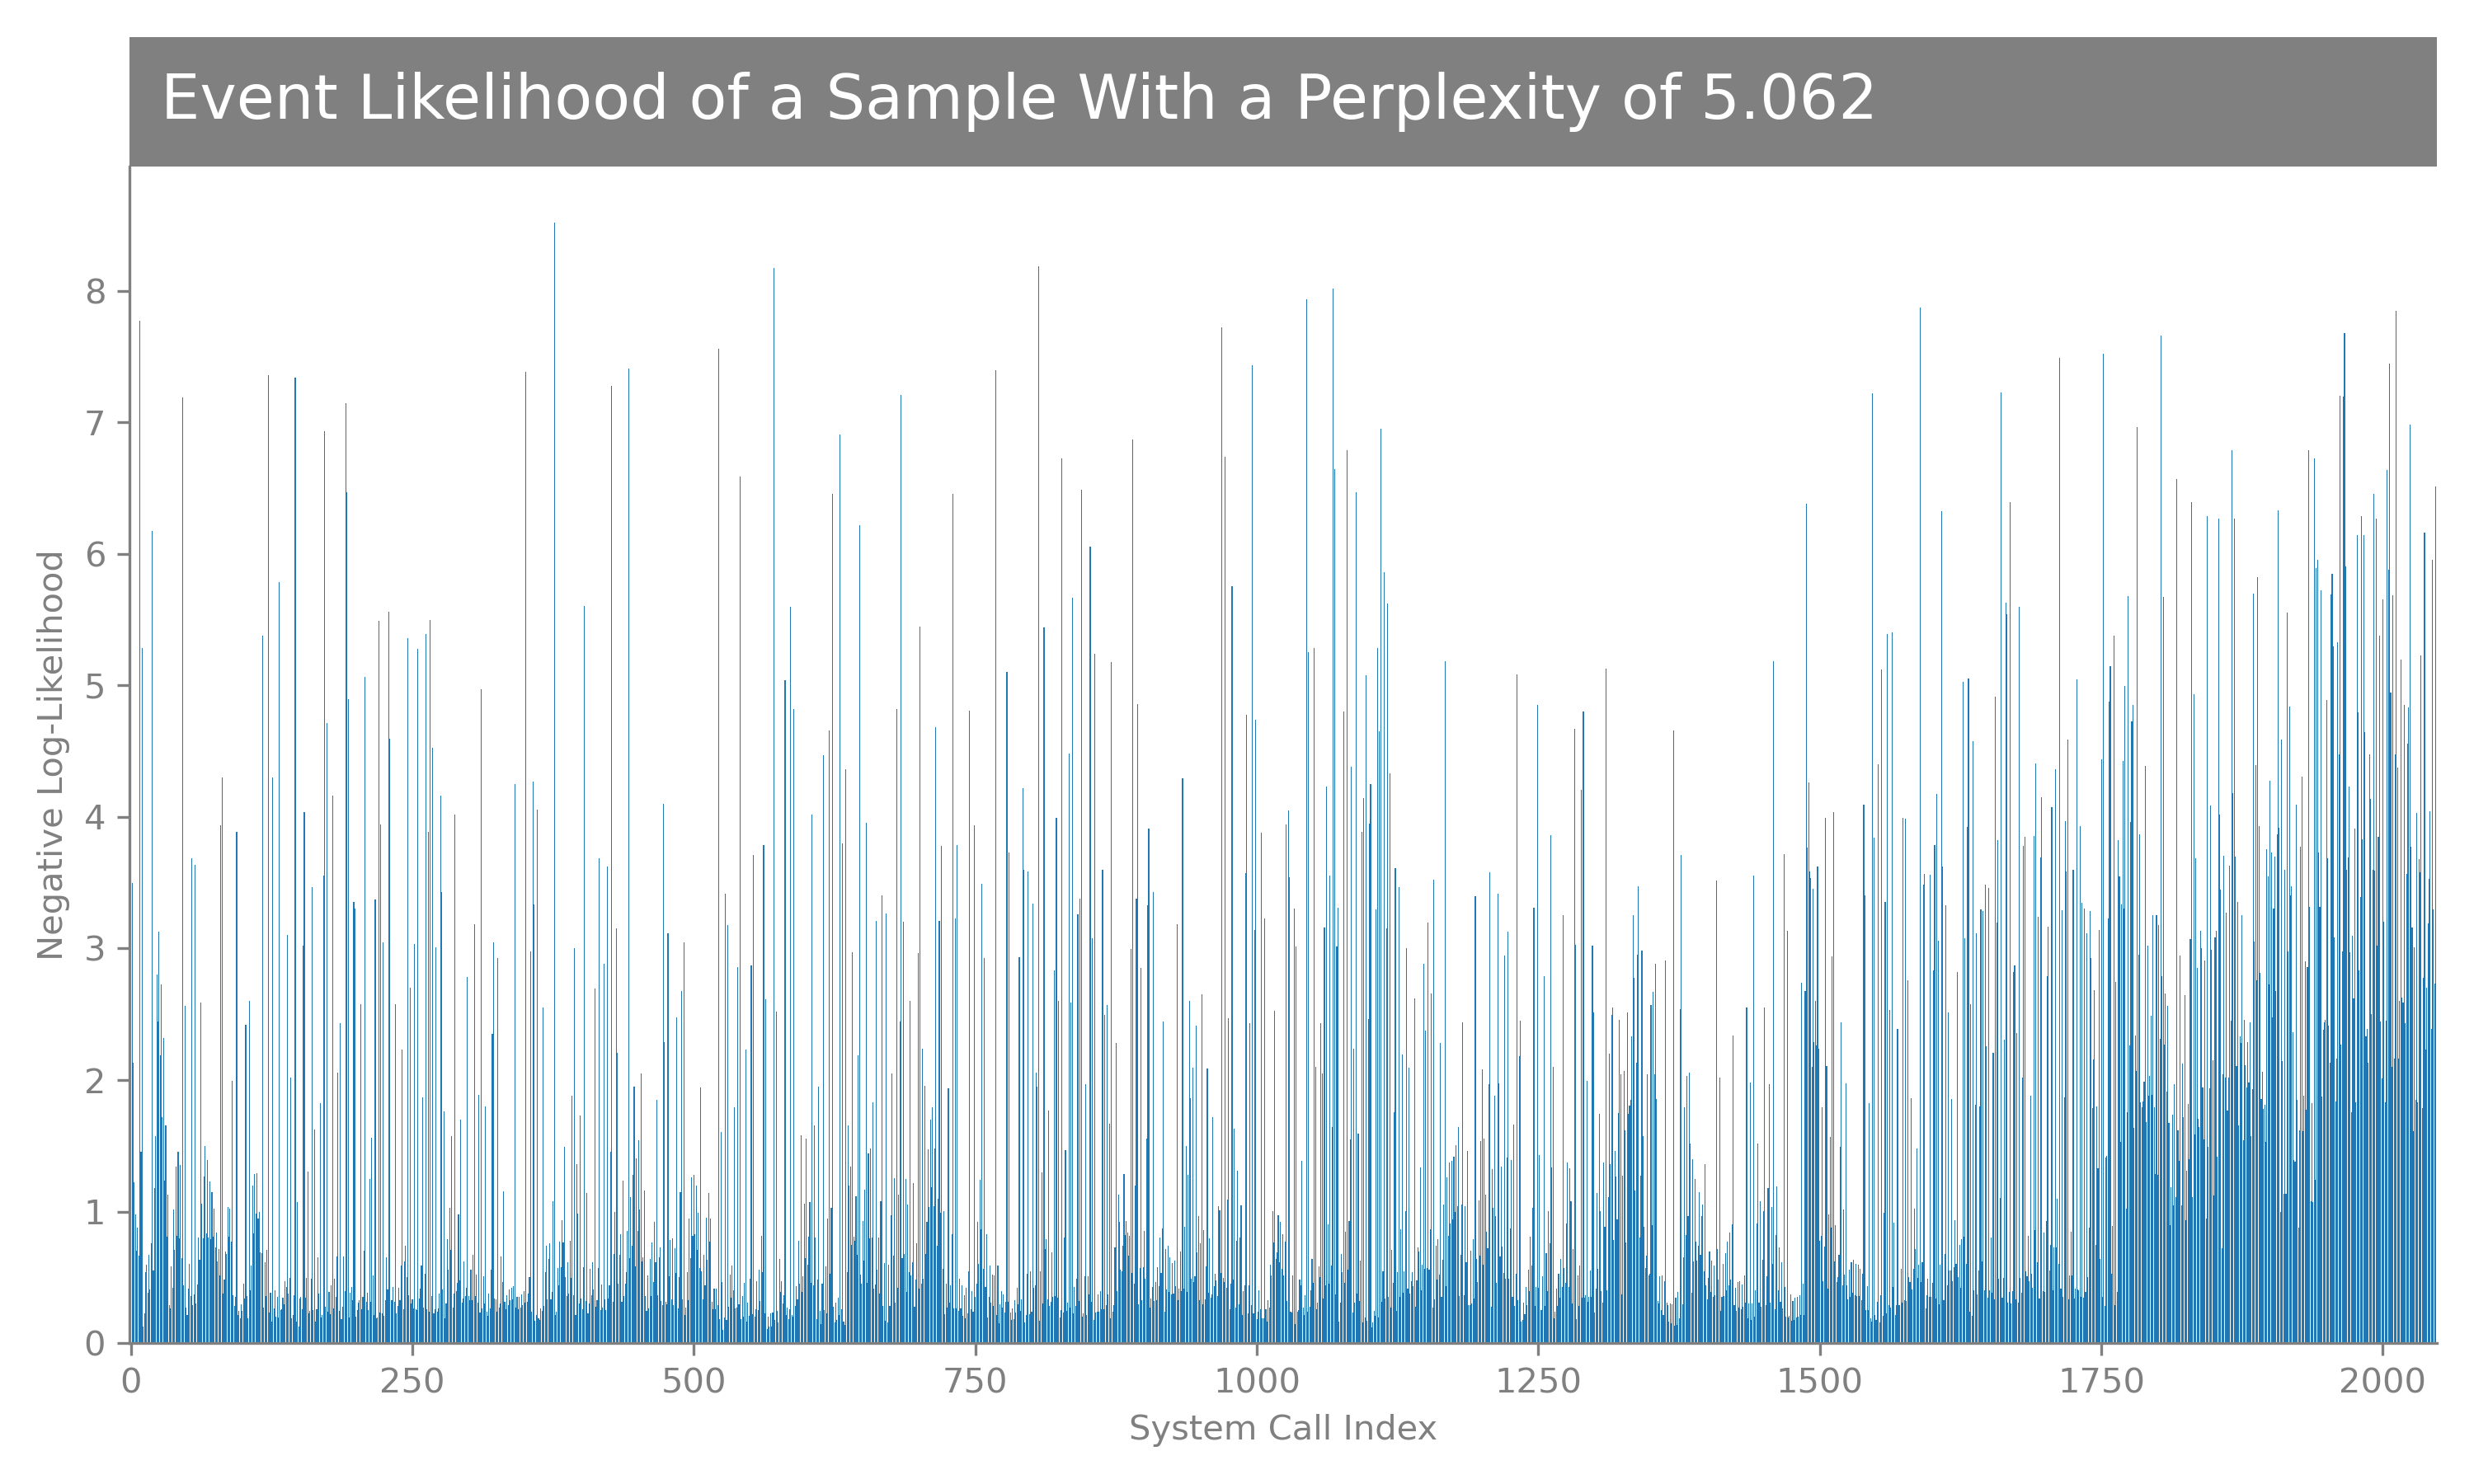 Event Likelihood of a Sample With a Perplexity of 5.062
Negative Log-Likelihood
8
7
6
5
4
3
2
1
0
0 250 500 750 1000 1250 1500 1750 2000
System Call Index